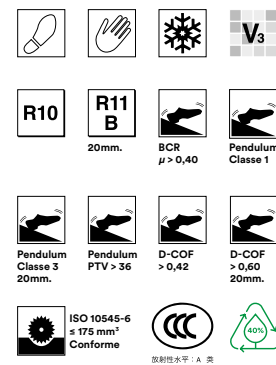 V3
R10
R11
B
20mm.
BCR
µ > 0,40
Pendulum
Classe 1
Pendulum
Classe 3
20mm.
Pendulum
PTV > 36
D-COF
> 0,42
D-COF
> 0,60
20mm.
ISO 10545-6
≤ 175 mm³
Conforme
CCC
放射性水平：A 类
40%